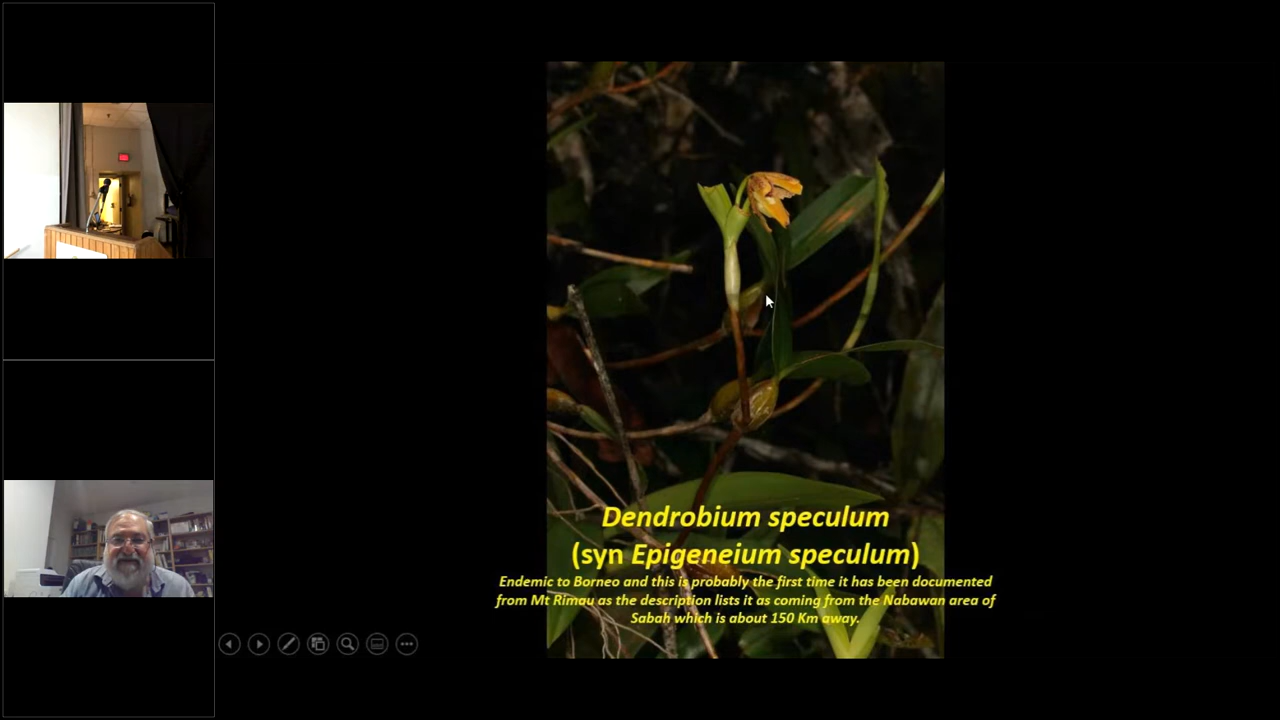 Dendrobium speculum
(syn Epigeneium speculum)
Endemic to Borneo and this is probably the first time it has been documented
from Mt Rimau as the description lists it as coming from the Nabawan area of
Sabah which is about 150 Km away.